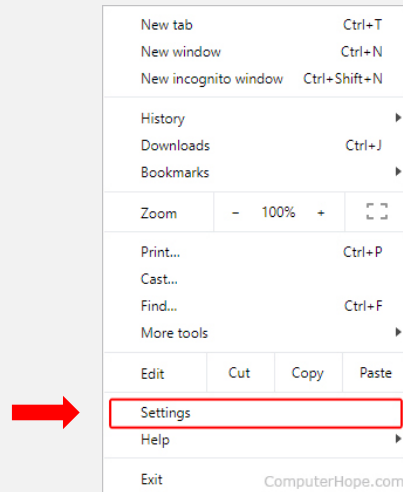 New tab Ctrl+T
New window Ctrl+N
New incognito window Ctrl+Shift+N
History
Downloads Ctrl+J
Bookmarks
Zoom - 100% +
Print... Ctrl+P
Cast...
Find... Ctrl+F
More tools
Edit Cut Copy Paste
Settings
Help
Exit ComputerHope.com